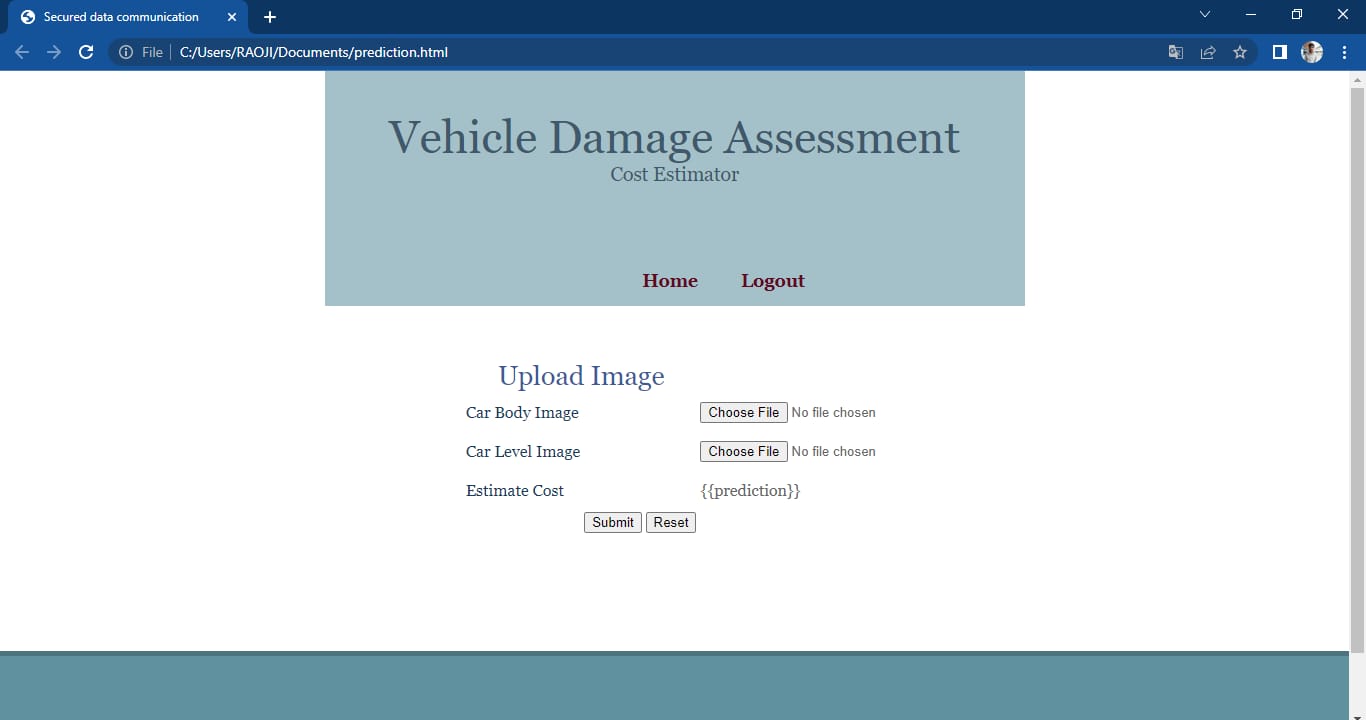 Secured data communication
File C:/Users/RAOJI/Documents/prediction.html
Vehicle Damage Assessment
Cost Estimator
Home Logout
Upload Image
Car Body Image Choose File No file chosen
Car Level Image Choose File No file chosen
Estimate Cost {{prediction}}
Submit Reset